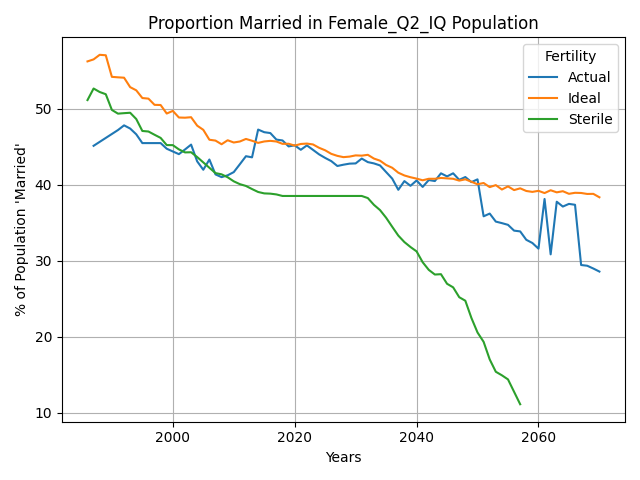 Proportion Married in Female_Q2_IQ Population
% of Population 'Married'
Fertility
Actual
Ideal
Sterile
50
40
30
20
10
2000 2020 2040 2060
Years